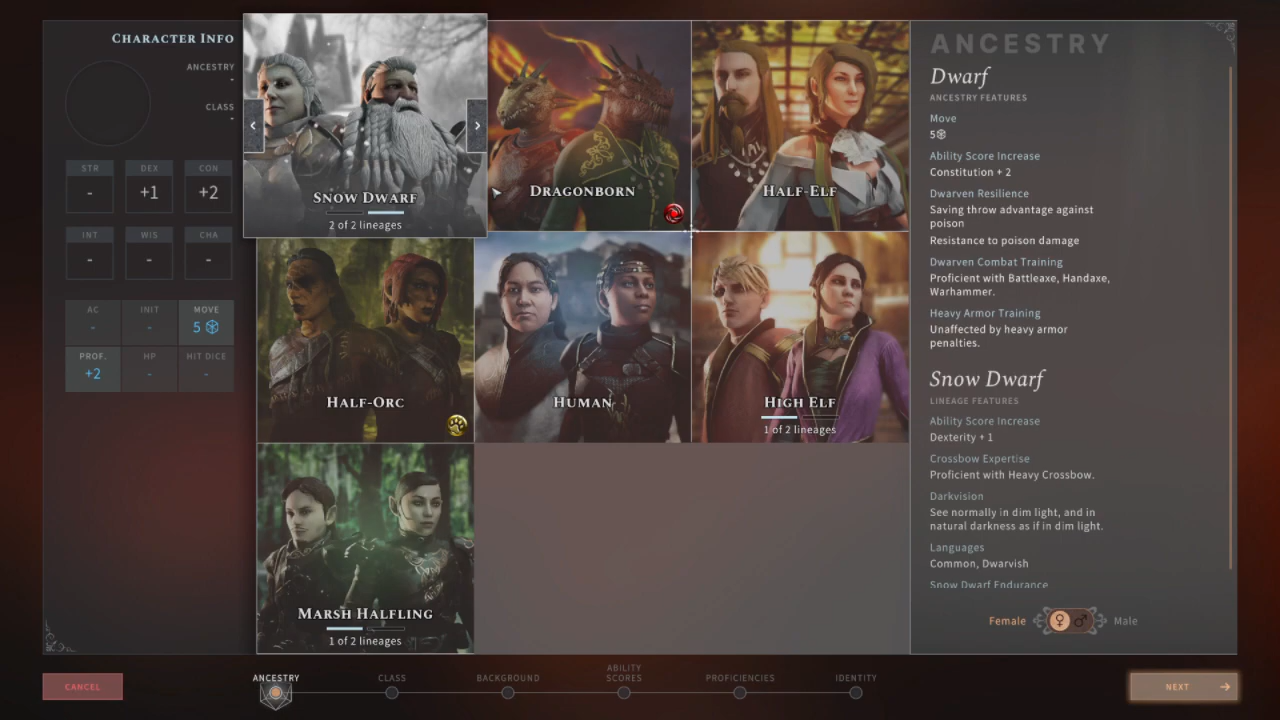 CHARACTER INFO
ANCESTRY
-
CLASS
-
STR
DEX
CON
-
+1
+2
INT
WIS
CHA
-
-
-
AC
INIT
MOVE
-
-
5
PROF.
HP
HIT DICE
+2
-
-
SNOW DWARF
2 of 2 lineages
DRAGONBORN
HALF-ELF
HALF-ORC
HUMAN
HIGH ELF
1 of 2 lineages
MARSH HALFLING
1 of 2 lineages
ANCESTRY
Dwarf
ANCESTRY FEATURES
Move
5
Ability Score Increase
Constitution + 2
Dwarven Resilience
Saving throw advantage against
poison
Resistance to poison damage
Dwarven Combat Training
Proficient with Battleaxe, Handaxe,
Warhammer.
Heavy Armor Training
Unaffected by heavy armor
penalties.
Snow Dwarf
LINEAGE FEATURES
Ability Score Increase
Dexterity + 1
Crossbow Expertise
Proficient with Heavy Crossbow.
Darkvision
See normally in dim light, and in
natural darkness as if in dim light.
Languages
Common, Dwarvish
Snow Dwarf Endurance
Female
Male
CANCEL
ANCESTRY
CLASS
BACKGROUND
ABILITY
SCORES
PROFICIENCIES
IDENTITY
NEXT